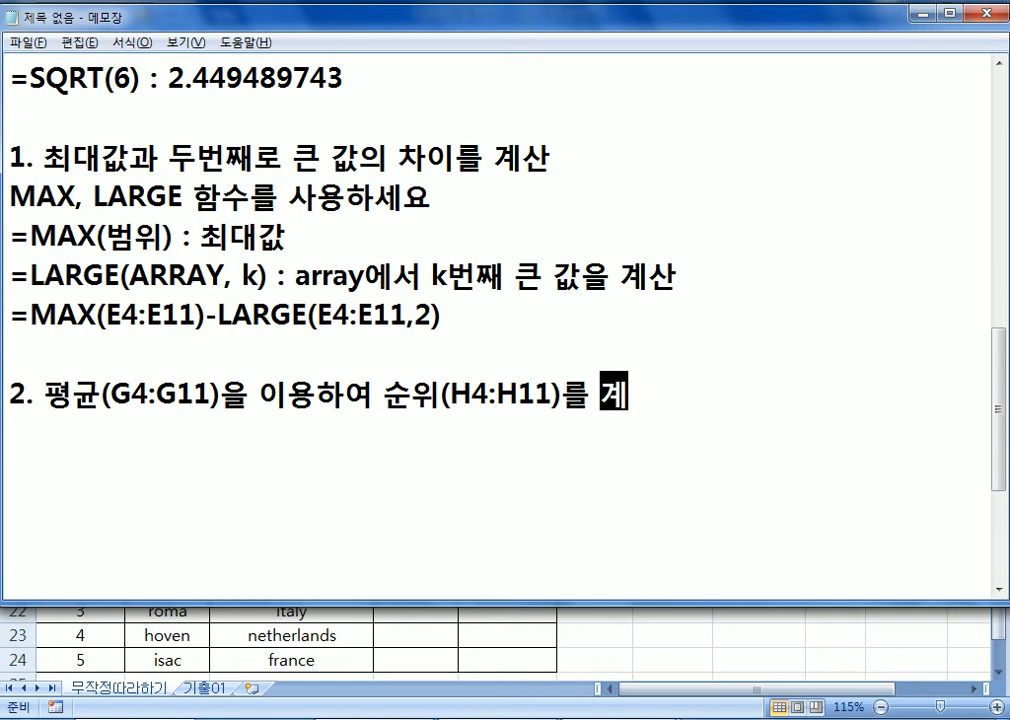 제목 없음 - 메모장
파일(F) 편집(E) 서식(O) 보기(V) 도움말(H)
=SQRT(6) : 2.449489743
1. 최대값과 두번째로 큰 값의 차이를 계산
MAX, LARGE 함수를 사용하세요
=MAX(범위) : 최대값
=LARGE(ARRAY, k) : array에서 k번째 큰 값을 계산
=MAX(E4:E11)-LARGE(E4:E11,2)
2. 평균(G4:G11)을 이용하여 순위(H4:H11)를 계
22 3 roma italy
23 4 hoven netherlands
24 5 isac france
무작정따라하기 기출01
준비 115%